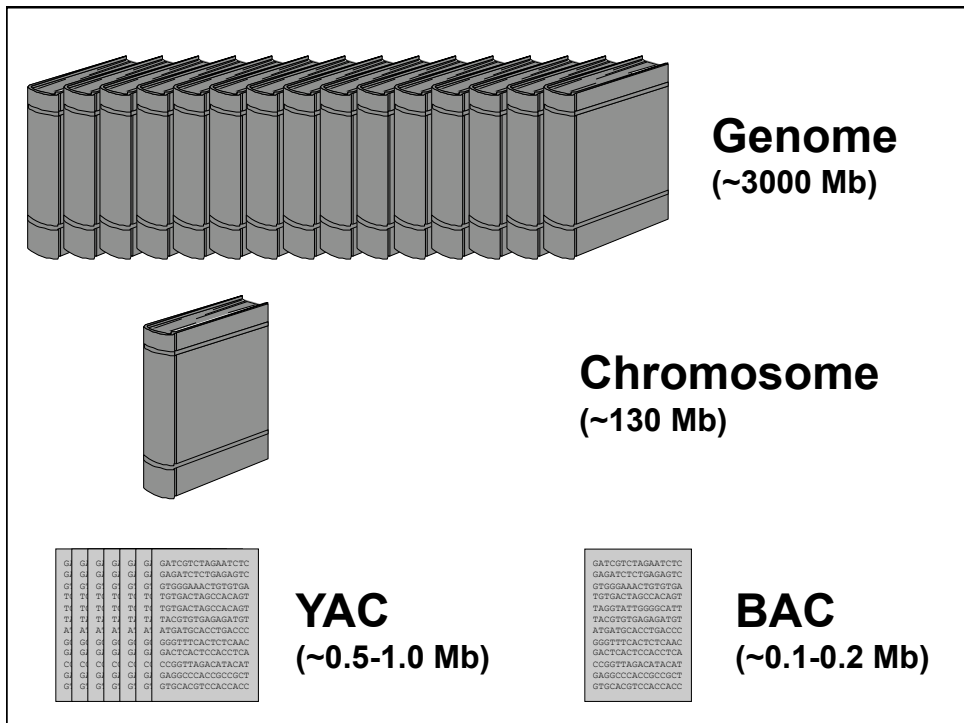 Genome
(~3000 Mb)
Chromosome
(~130 Mb)
GATCGTCTAGAATCTC
GAGATCTCTGAGAGTC
GTGGGAAACTGTGTGA
TGTGACTAGCCACAGT
TGTGACTAGCCACAGT
TACGTGTGAGAGATGT
ATGATGCACCTGACCC
GGGTTTCACTCTCAAC
GACTCACTCCACCTCA
CCGGTTAGACATACAT
GAGGCCCACCGCCGCT
GTGCACGTCCACCACC
YAC
(~0.5-1.0 Mb)
GATCGTCTAGAATCTC
GAGATCTCTGAGAGTC
GTGGGAAACTGTGTGA
TGTGACTAGCCACAGT
TAGGTATTGGGGCATT
TACGTGTGAGAGATGT
ATGATGCACCTGACCC
GGGTTTCACTCTCAAC
GACTCACTCCACCTCA
CCGGTTAGACATACAT
GAGGCCCACCGCCGCT
GTGCACGTCCACCACC
BAC
(~0.1-0.2 Mb)